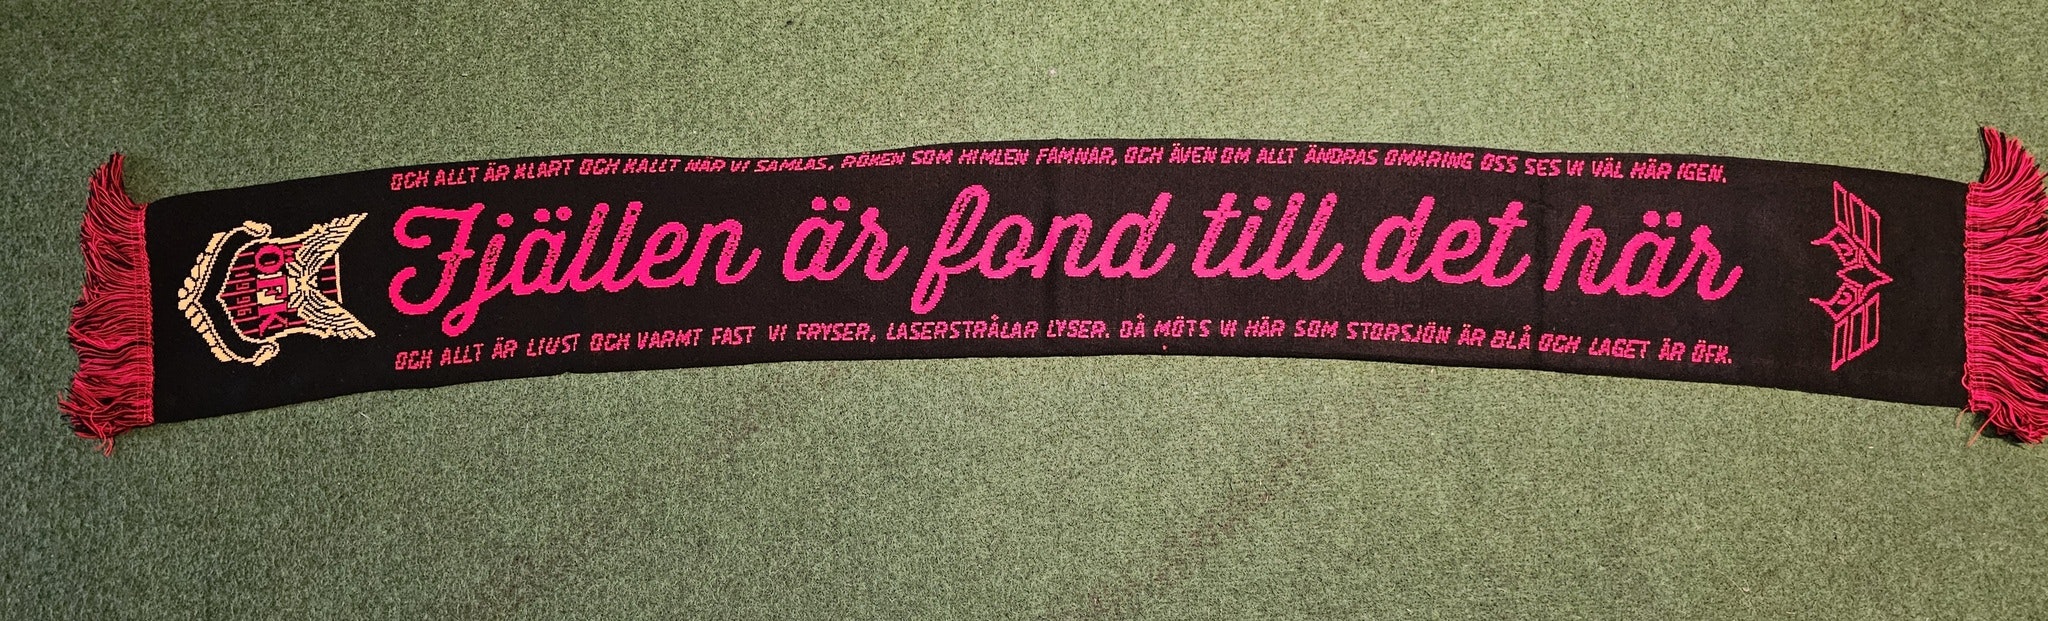 OCH ALLT ÄR KLART OCH KALLT NÄR VI SAMLAS, RÖKEN SOM HIMLEN FAMNAR. OCH ÄVEN OM ALLT ÄNDRAS OMKRING OSS SES VI VÄL HÄR IGEN.
Fjällen är fond till det här
OCH ALLT ÄR LJUST OCH VARMT FAST VI FRYSER, LASERSTRÅLAR LYSER. DÅ MÖTS VI HÄR SOM STORSJÖN ÄR BLÅ OCH LAGET ÄR ÖFK.
ÖFK
1996